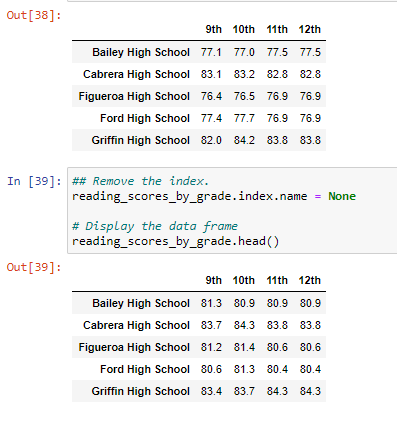 Out[38]:
9th 10th 11th 12th
Bailey High School 77.1 77.0 77.5 77.5
Cabrera High School 83.1 83.2 82.8 82.8
Figueroa High School 76.4 76.5 76.9 76.9
Ford High School 77.4 77.7 76.9 76.9
Griffin High School 82.0 84.2 83.8 83.8
In [39]: ## Remove the index.
reading_scores_by_grade.index.name = None
# Display the data frame
reading_scores_by_grade.head()
Out[39]:
9th 10th 11th 12th
Bailey High School 81.3 80.9 80.9 80.9
Cabrera High School 83.7 84.3 83.8 83.8
Figueroa High School 81.2 81.4 80.6 80.6
Ford High School 80.6 81.3 80.4 80.4
Griffin High School 83.4 83.7 84.3 84.3